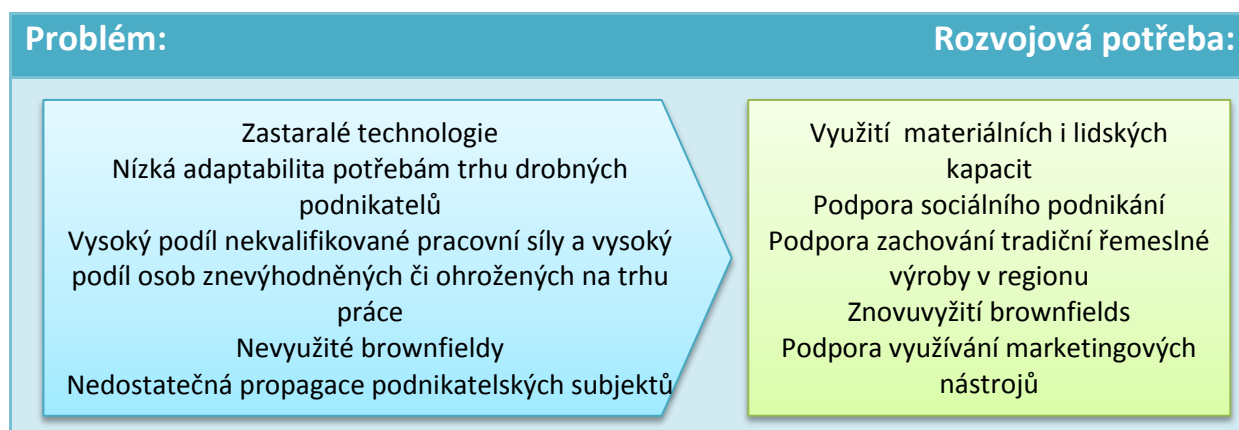 Problém:
Rozvojová potřeba:
Zastaralé technologie
Nízká adaptabilita potřebám trhu drobných
podnikatelů
Vysoký podíl nekvalifikované pracovní síly a vysoký
podíl osob znevýhodněných či ohrožených na trhu
práce
Nevyužité brownfieldy
Nedostatečná propagace podnikatelských subjektů
Využití  materiálních i lidských
kapacit
Podpora sociálního podnikání
Podpora zachování tradiční řemeslné
výroby v regionu
Znovuvyžití brownfields
Podpora využívání marketingových
nástrojů